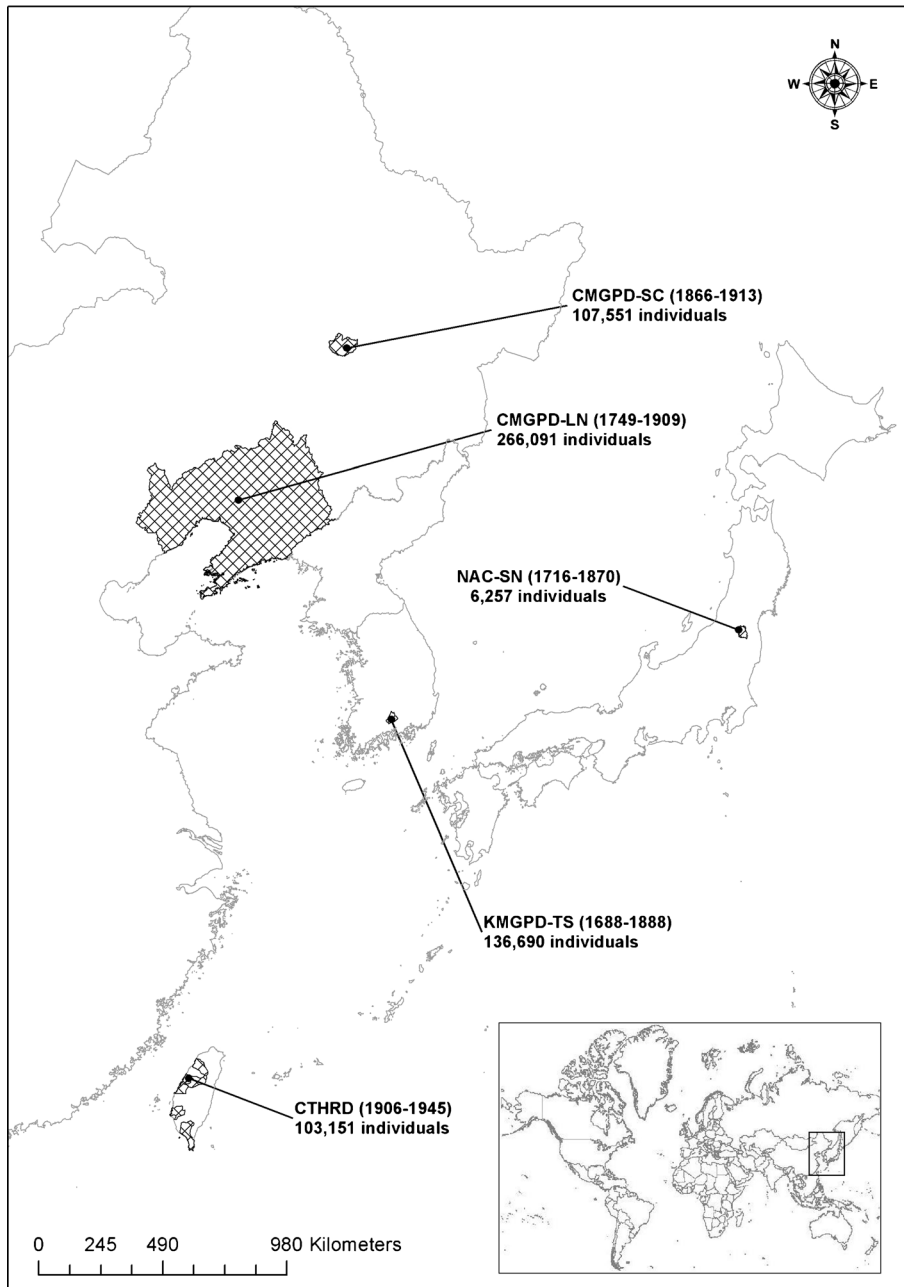 N
W E
S
CMGPD-SC (1866-1913)
107,551 individuals
CMGPD-LN (1749-1909)
266,091 individuals
NAC-SN (1716-1870)
6,257 individuals
KMGPD-TS (1688-1888)
136,690 individuals
CTHRD (1906-1945)
103,151 individuals
0 245 490 980 Kilometers